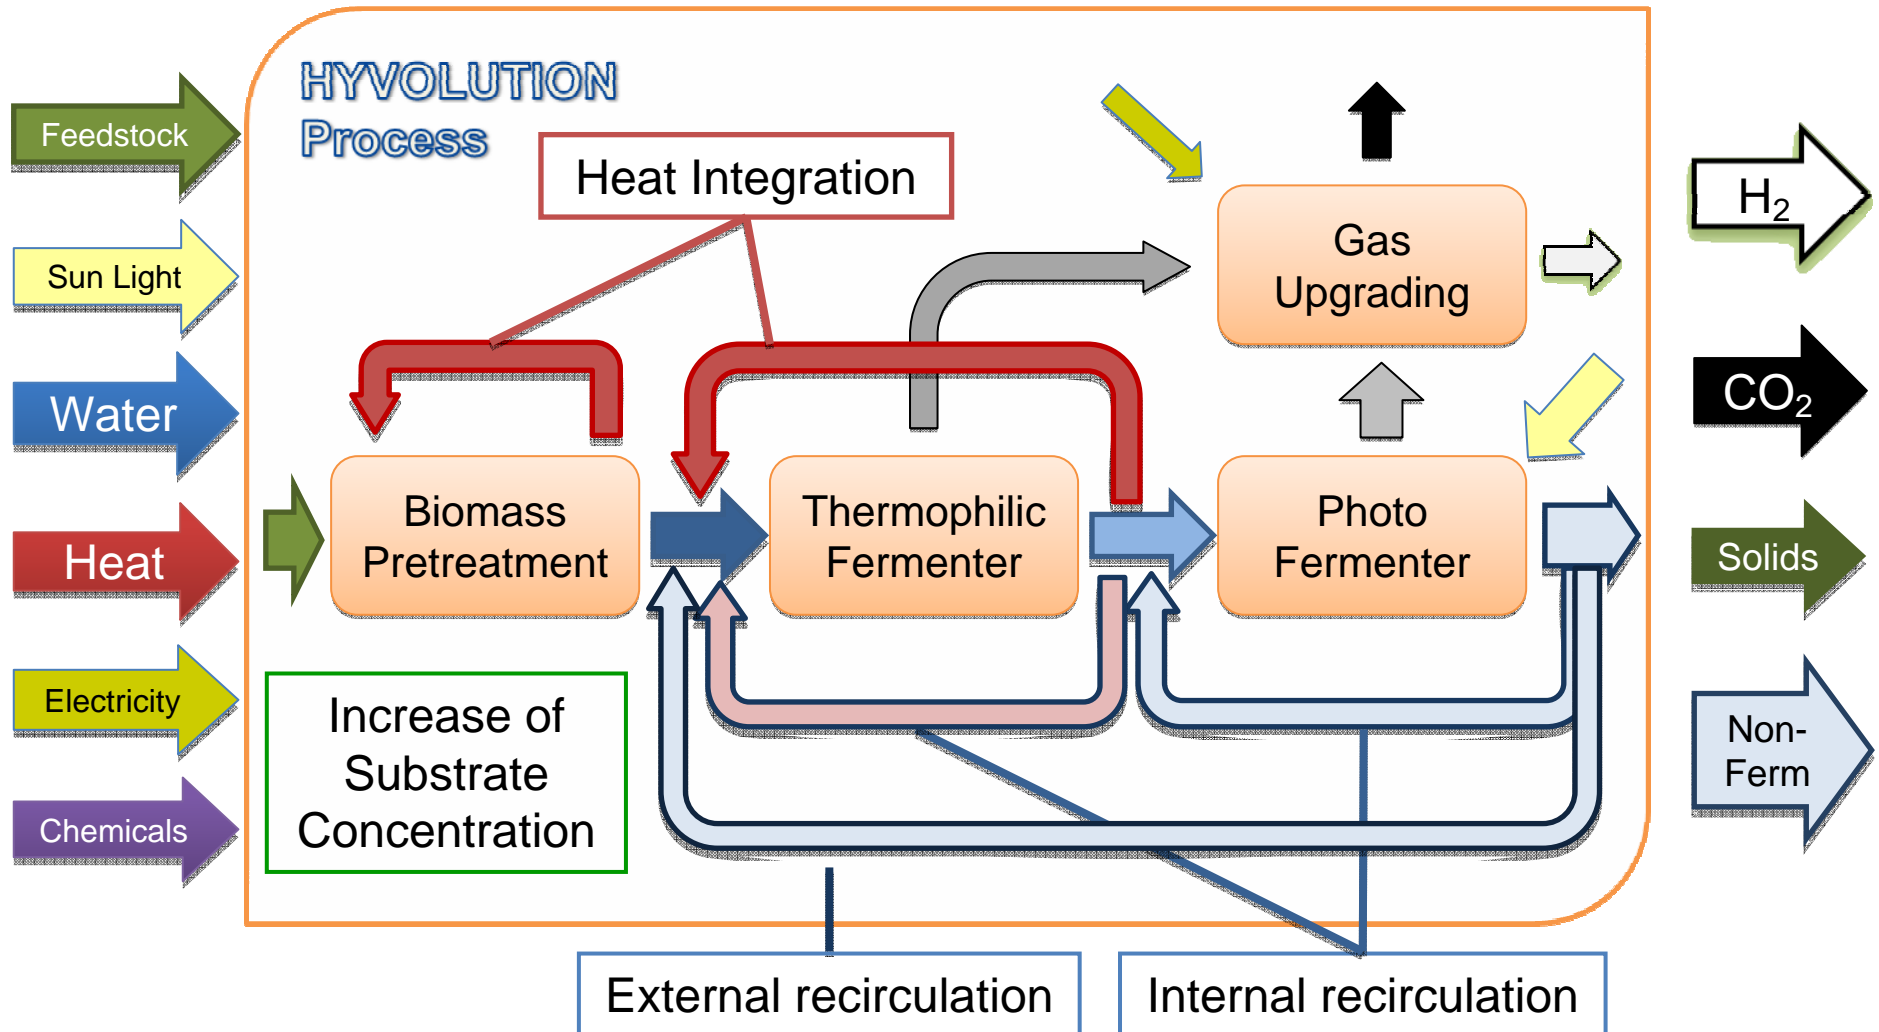 HYVOLUTION
Process
Feedstock
Sun Light
Water
Heat
Electricity
Chemicals
Heat Integration
Gas
Upgrading
Biomass
Pretreatment
Thermophilic
Fermenter
Photo
Fermenter
Increase of
Substrate
Concentration
External recirculation
Internal recirculation
H₂
CO₂
Solids
Non-
Ferm